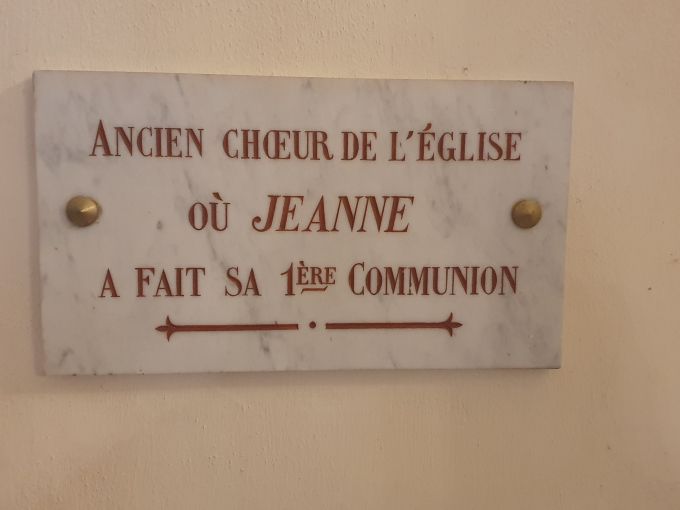 ANCIEN CHŒUR DE L'ÉGLISE
OÙ JEANNE
A FAIT SA 1ÈRE COMMUNION